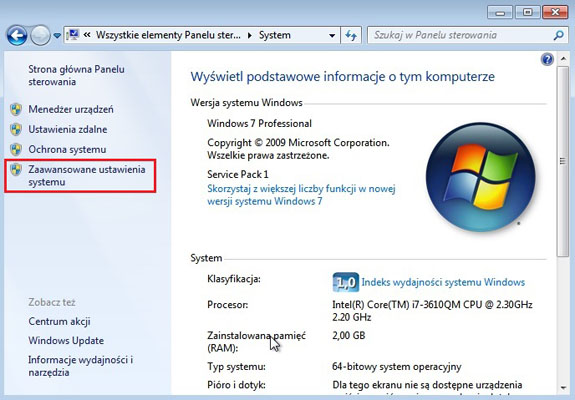 Wszystkie elementy Panelu ster...
System
Szukaj w Panelu sterowania
Strona główna Panelu
sterowania
Menedżer urządzeń
Ustawienia zdalne
Ochrona systemu
Zaawansowane ustawienia
systemu
Zobacz też
Centrum akcji
Windows Update
Informacje wydajności i
narzędzia
Wyświetl podstawowe informacje o tym komputerze
Wersja systemu Windows
Windows 7 Professional
Copyright © 2009 Microsoft Corporation.
Wszelkie prawa zastrzeżone.
Service Pack 1
Skorzystaj z większej liczby funkcji w nowej
wersji systemu Windows 7
System
Klasyfikacja:
1,0 Indeks wydajności systemu Windows
Procesor:
Intel(R) Core(TM) i7-3610QM CPU @ 2.30GHz
2.20 GHz
Zainstalowana pamięć
(RAM):
2,00 GB
Typ systemu:
64-bitowy system operacyjny
Pióro i dotyk:
Dla tego ekranu nie są dostępne urządzenia